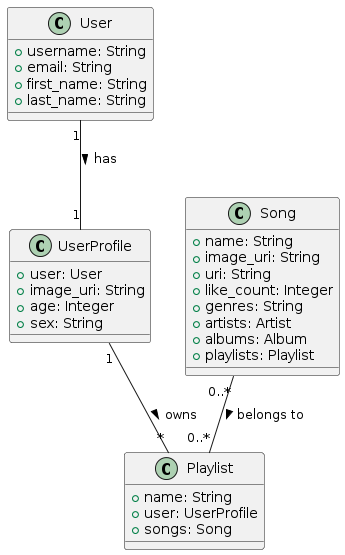 C User
username: String
email: String
first_name: String
last_name: String
1
has
1
C UserProfile
user: User
image_uri: String
age: Integer
sex: String
C Song
name: String
image_uri: String
uri: String
like_count: Integer
genres: String
artists: Artist
albums: Album
playlists: Playlist
1
owns
*
0..*
belongs to
0..*
C Playlist
name: String
user: UserProfile
songs: Song